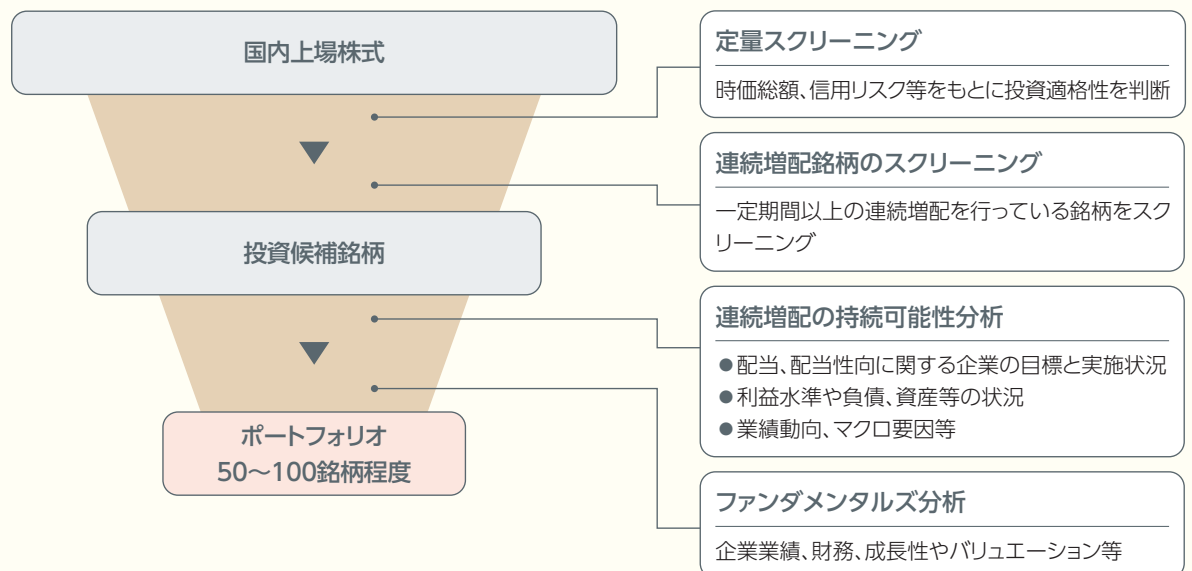 国内上場株式
定量スクリーニング
時価総額、信用リスク等をもとに投資適格性を判断
連続増配銘柄のスクリーニング
一定期間以上の連続増配を行っている銘柄をスク
リーニング
投資候補銘柄
連続増配の持続可能性分析
●配当、配当性向に関する企業の目標と実施状況
●利益水準や負債、資産等の状況
●業績動向、マクロ要因等
ポートフォリオ
50〜100銘柄程度
ファンダメンタルズ分析
企業業績、財務、成長性やバリュエーション等